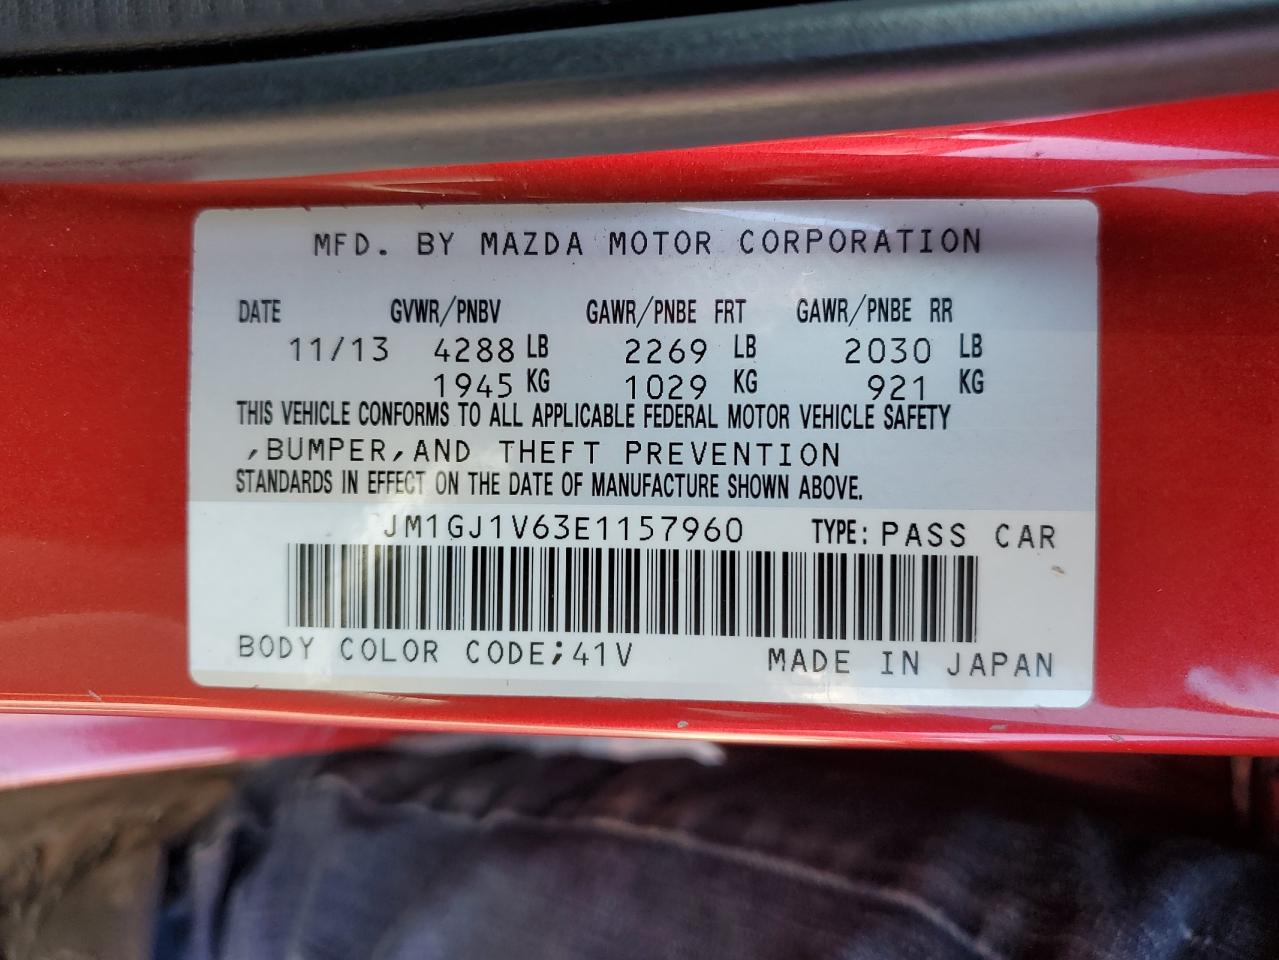 MFD. BY MAZDA MOTOR CORPORATION
DATE GVWR/PNBV GAWR/PNBE FRT GAWR/PNBE RR
11/13 4288 LB 2269 LB 2030 LB
1945 KG 1029 KG 921 KG
THIS VEHICLE CONFORMS TO ALL APPLICABLE FEDERAL MOTOR VEHICLE SAFETY
,BUMPER,AND THEFT PREVENTION
STANDARDS IN EFFECT ON THE DATE OF MANUFACTURE SHOWN ABOVE.
JM1GJ1V63E1157960 TYPE: PASS CAR
BODY COLOR CODE;41V MADE IN JAPAN